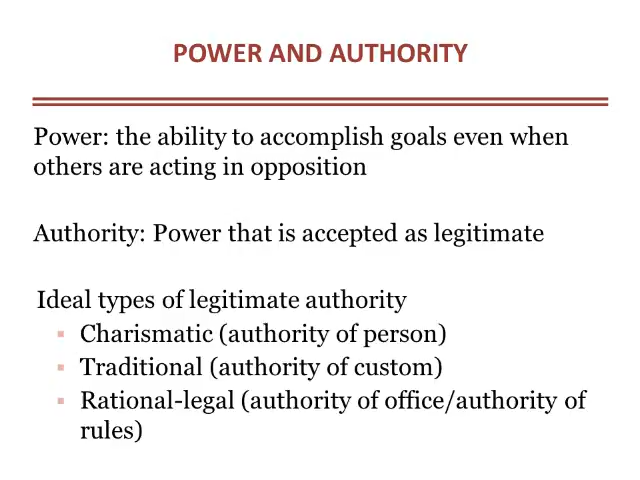 POWER AND AUTHORITY
Power: the ability to accomplish goals even when
others are acting in opposition
Authority: Power that is accepted as legitimate
Ideal types of legitimate authority
▪ Charismatic (authority of person)
▪ Traditional (authority of custom)
▪ Rational-legal (authority of office/authority of
rules)